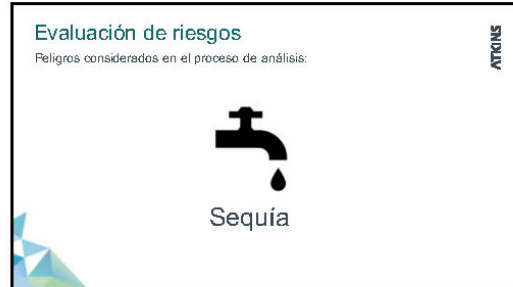 Evaluación de riesgos
Peligros considerados en el proceso de análisis:
ATKINS
Sequía